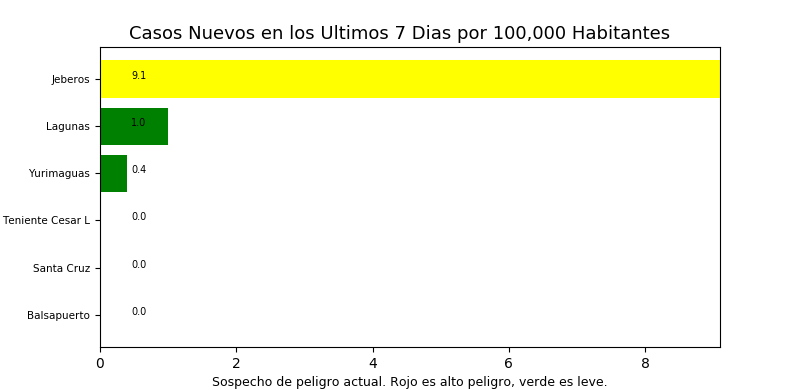 Casos Nuevos en los Ultimos 7 Dias por 100,000 Habitantes
Jeberos 9.1
Lagunas 1.0
Yurimaguas 0.4
Teniente Cesar L 0.0
Santa Cruz 0.0
Balsapuerto 0.0
0 2 4 6 8
Sospecho de peligro actual. Rojo es alto peligro, verde es leve.